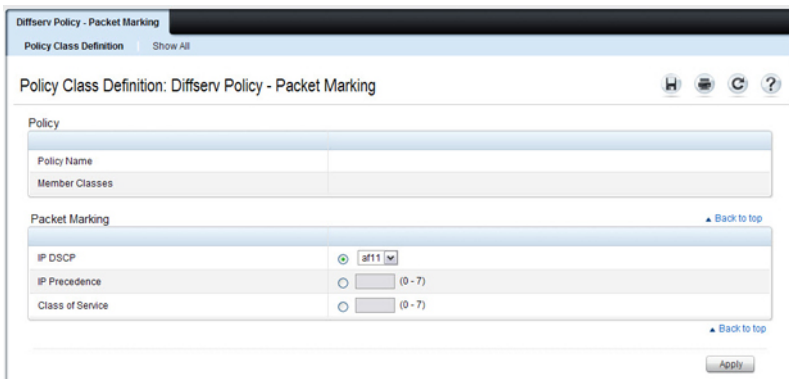 Diffserv Policy - Packet Marking
Policy Class Definition Show All
Policy Class Definition: Diffserv Policy - Packet Marking
?
Policy
Policy Name
Member Classes
Packet Marking
Back to top
IP DSCP af11
IP Precedence (0 - 7)
Class of Service (0 - 7)
Back to top
Apply